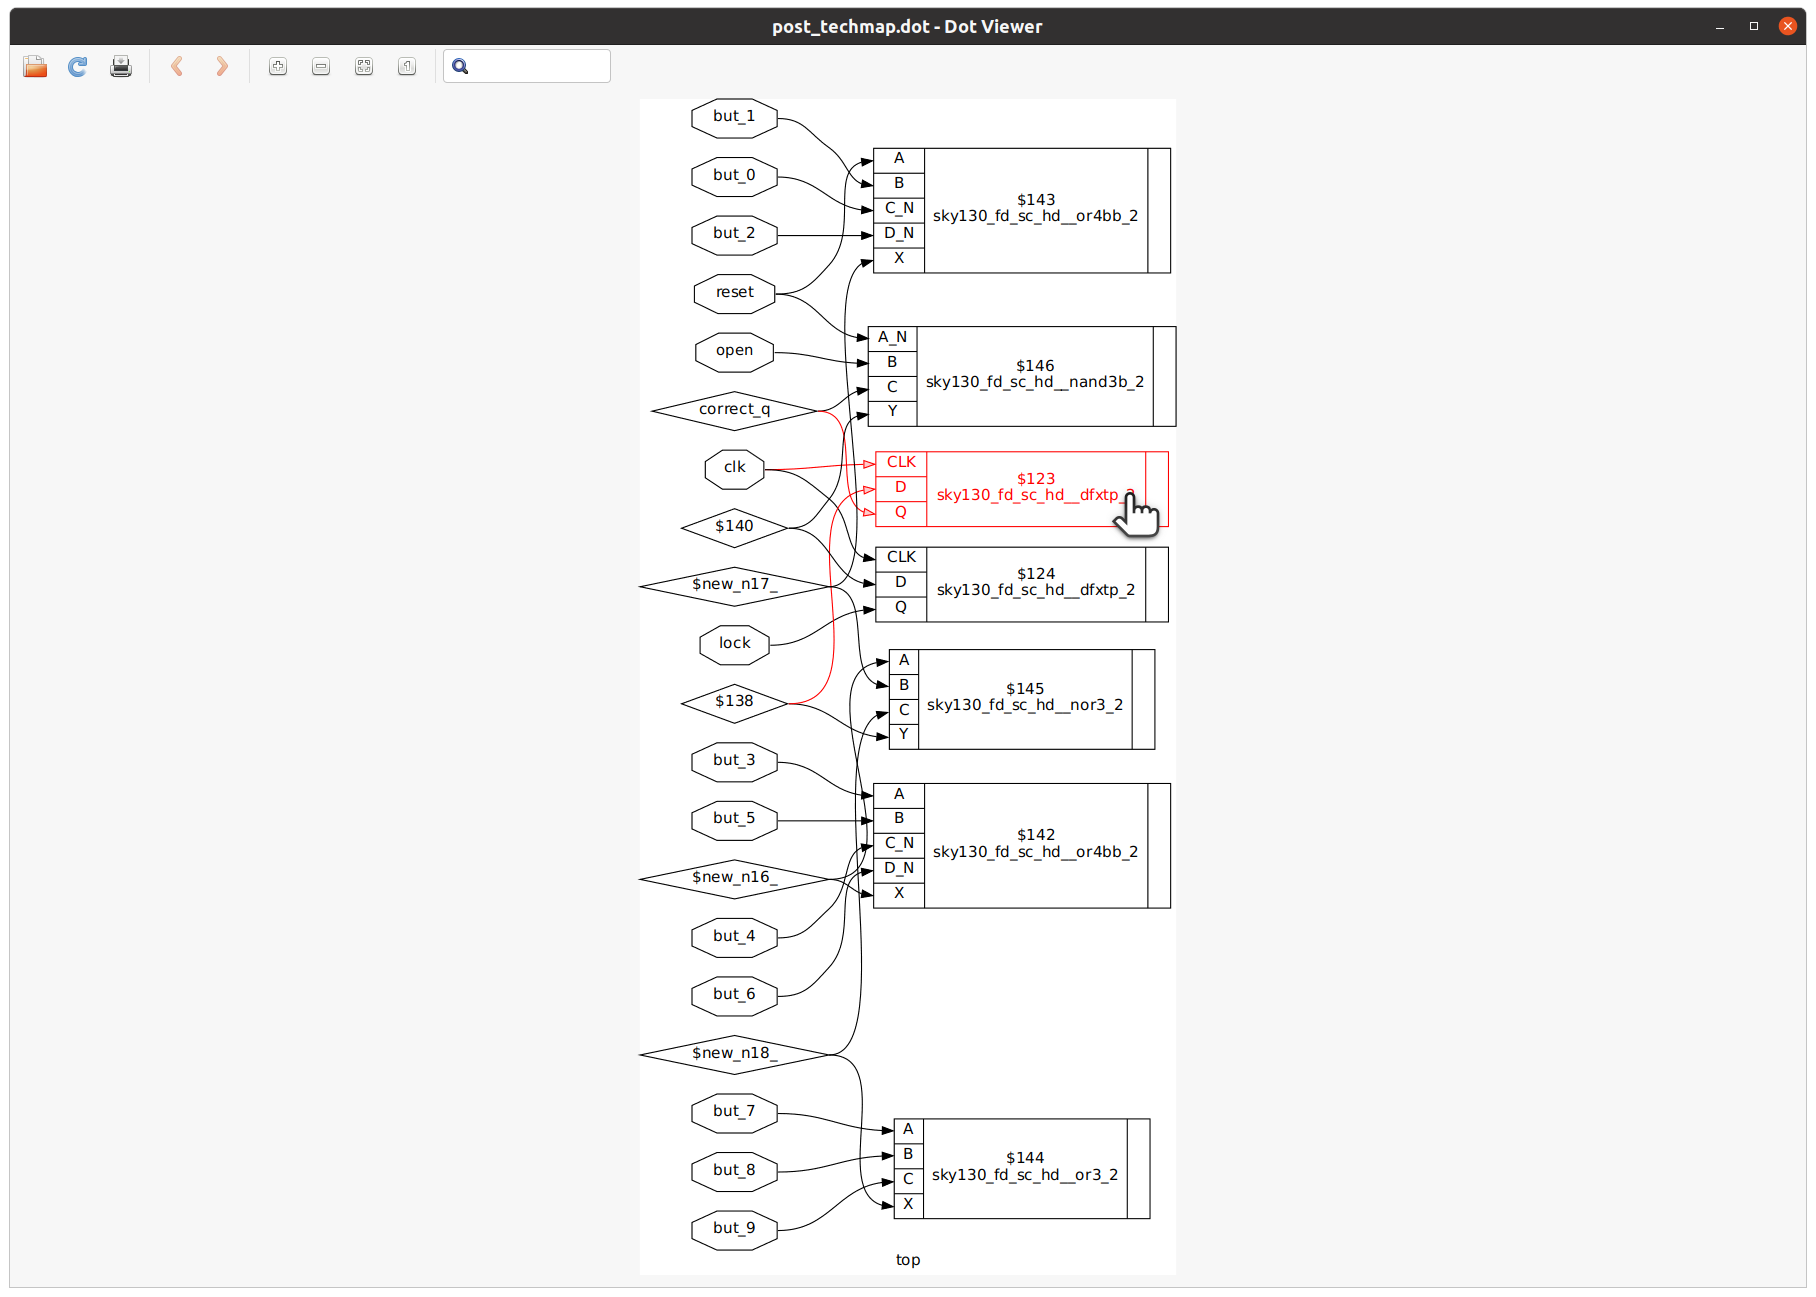 post_techmap.dot - Dot Viewer
but_1
but_0
but_2
reset
open
correct_q
clk
$140
$new_n17_
lock
$138
but_3
but_5
$new_n16_
but_4
but_6
$new_n18_
but_7
but_8
but_9
A
B
C_N
D_N
X
$143
sky130_fd_sc_hd__or4bb_2
A_N
B
C
Y
$146
sky130_fd_sc_hd__nand3b_2
CLK
D
Q
$123
sky130_fd_sc_hd__dfxtp_2
CLK
D
Q
$124
sky130_fd_sc_hd__dfxtp_2
A
B
C
Y
$145
sky130_fd_sc_hd__nor3_2
A
B
C_N
D_N
X
$142
sky130_fd_sc_hd__or4bb_2
A
B
C
X
$144
sky130_fd_sc_hd__or3_2
top